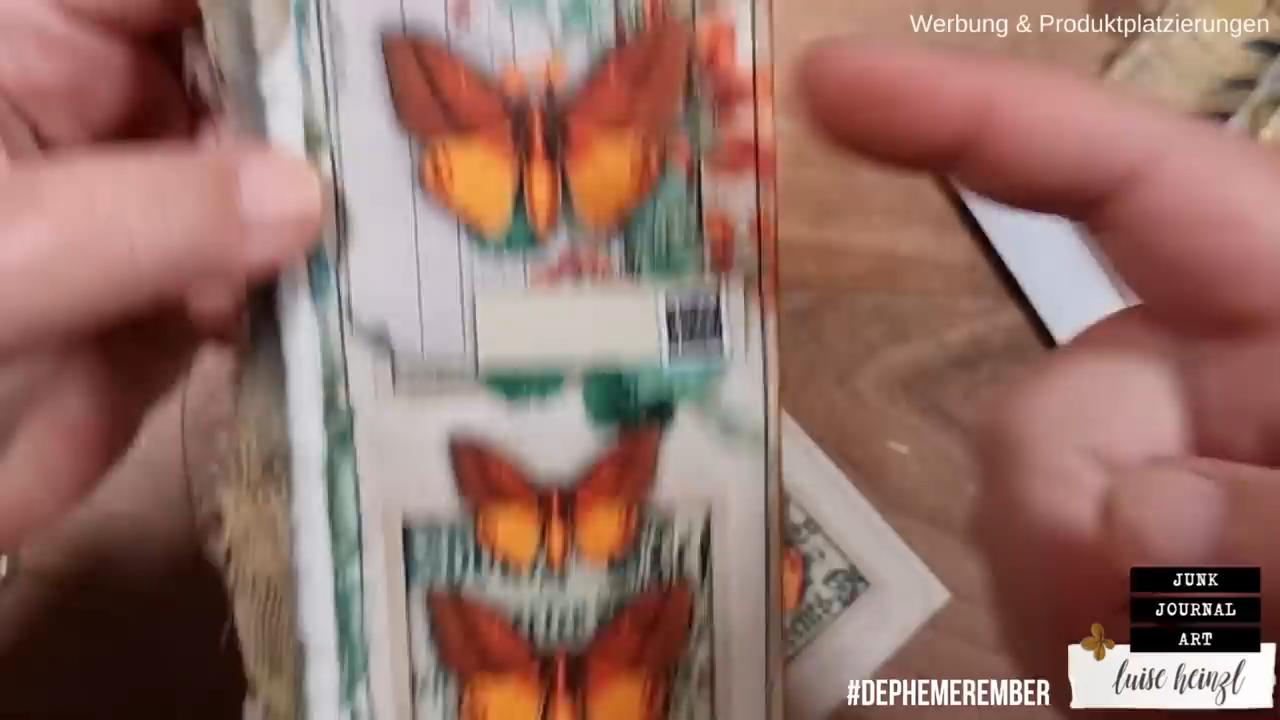 Werbung & Produktplatzierungen
JUNK
JOURNAL
ART
luise heinzl
#DEPHEMEREMBER